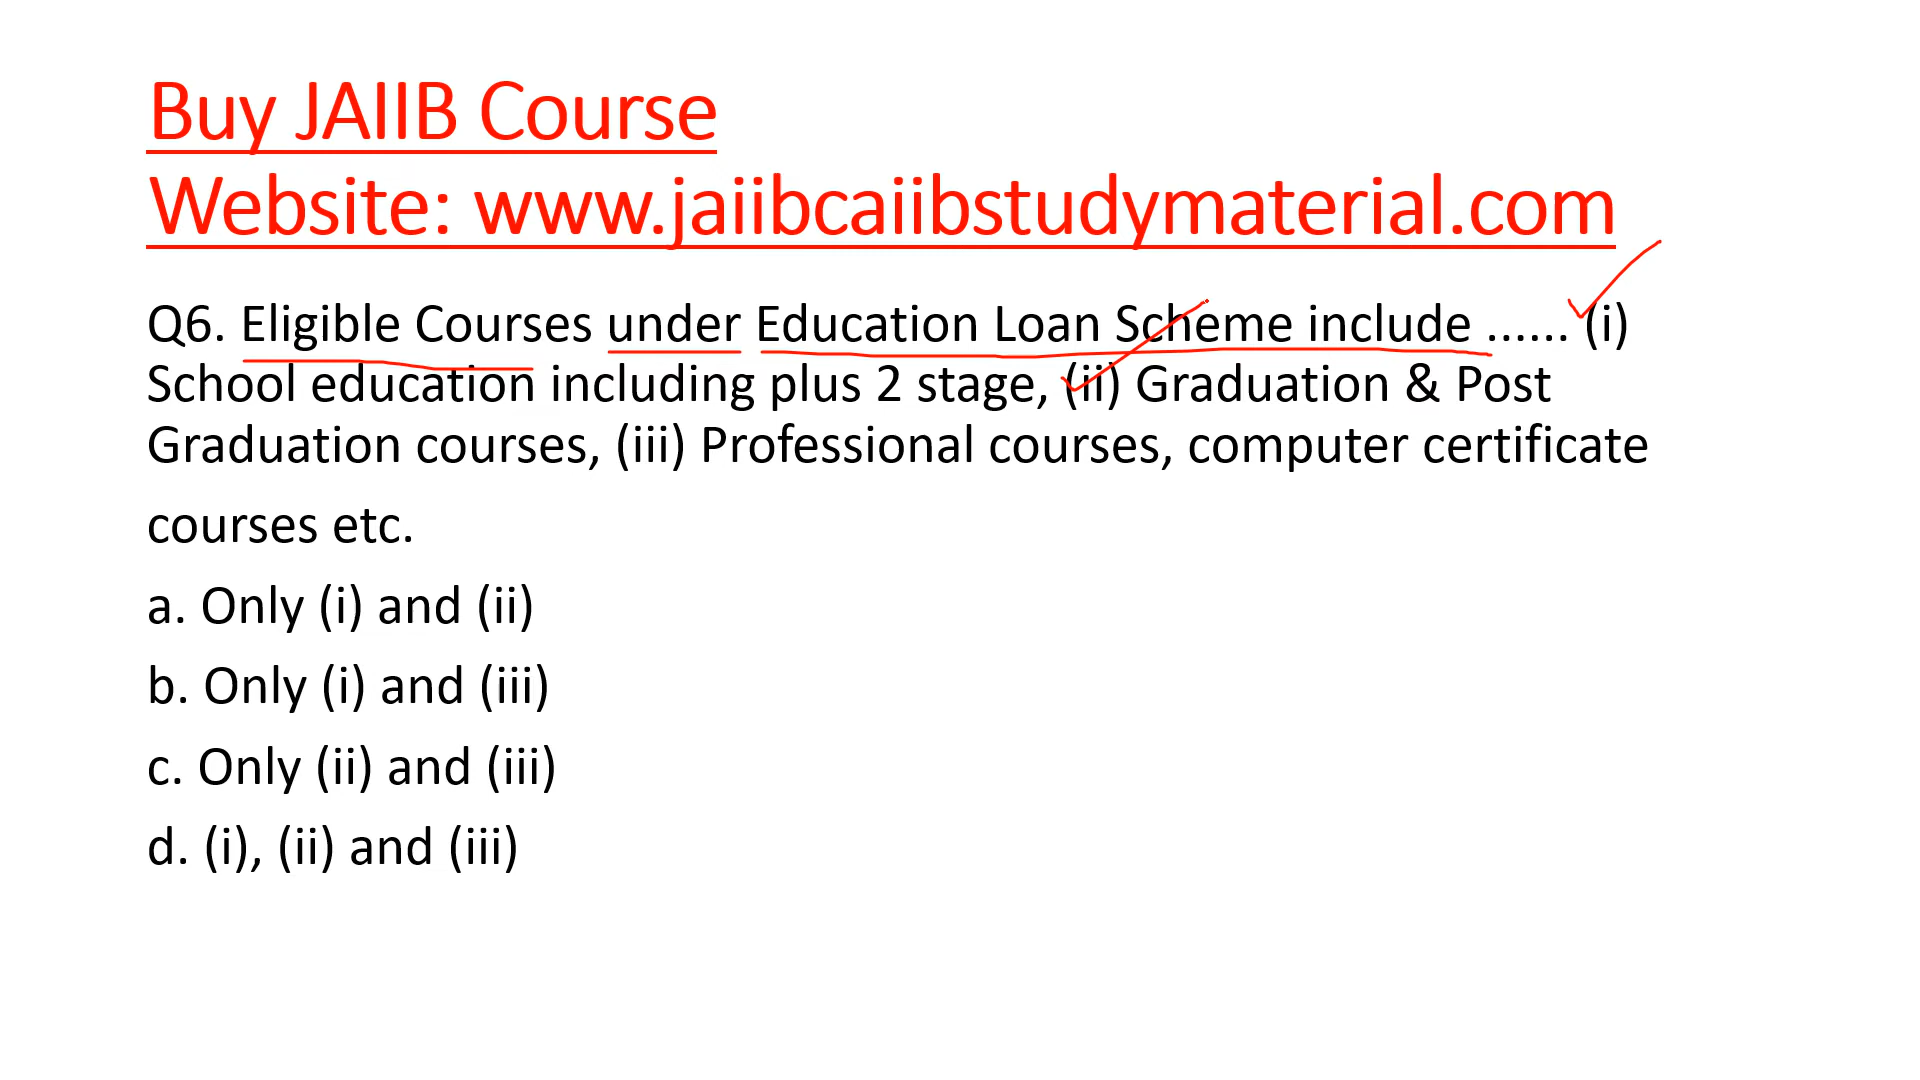 Buy JAIIB Course
Website: www.jaiibcaiibstudymaterial.com
Q6. Eligible Courses under Education Loan Scheme include ...... (i)
School education including plus 2 stage, (ii) Graduation & Post
Graduation courses, (iii) Professional courses, computer certificate
courses etc.
a. Only (i) and (ii)
b. Only (i) and (iii)
c. Only (ii) and (iii)
d. (i), (ii) and (iii)